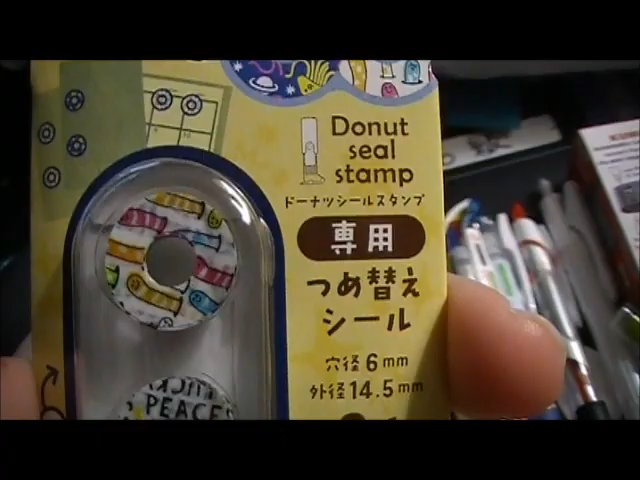 Donut
seal
stamp
ドーナツシールスタンプ
専用
つめ替え
シール
穴径6mm
外径14.5mm
PEACE